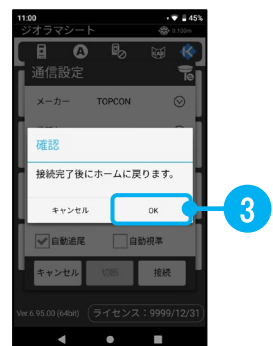 11:00 45%
ジオラマシート 0.100m
A
通信設定
メーカー TOPCON
確認
接続完了後にホームに戻ります。
キャンセル OK
3
自動追尾 自動視準
キャンセル 切断 接続
Ver.6.95.00 (64bit) ライセンス：9999/12/31